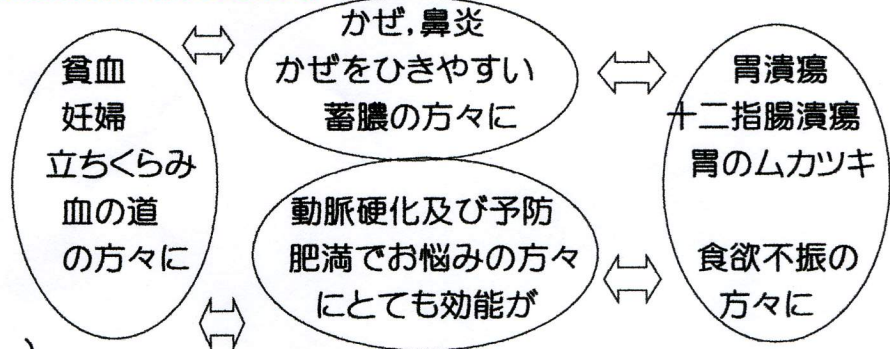 貧血
妊婦
立ちくらみ
血の道
の方々に
かぜ,鼻炎
かぜをひきやすい
蓄膿の方々に
動脈硬化及び予防
肥満でお悩みの方々
にとても効能が
胃潰瘍
十二指腸潰瘍
胃のムカツキ
食欲不振の
方々に